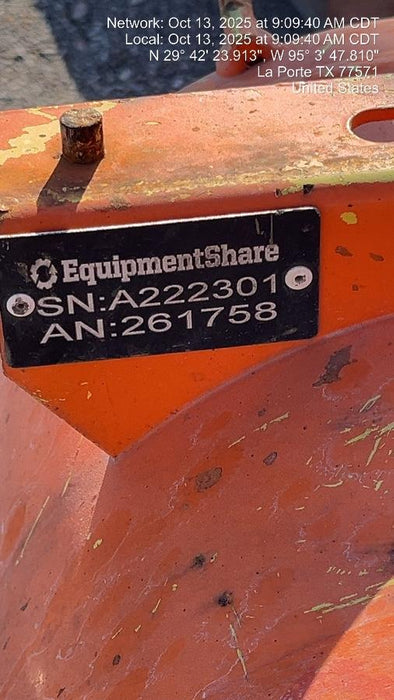 Network: Oct 13, 2025 at 9:09:40 AM CDT
Local: Oct 13, 2025 at 9:09:40 AM CDT
N 29° 42' 23.913", W 95° 3' 47.810"
La Porte TX 77571
United States
EquipmentShare
SN:A222301
AN:261758